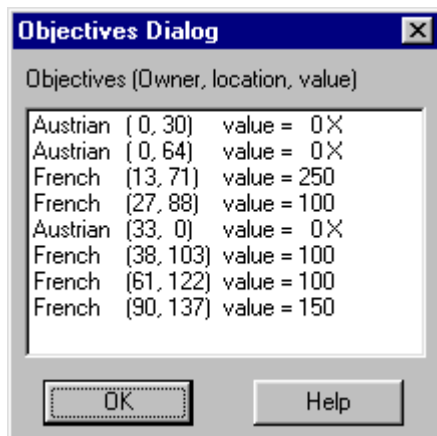 Objectives Dialog
Objectives (Owner, location, value)
Austrian ( 0, 30) value = 0X
Austrian ( 0, 64) value = 0X
French (13, 71) value = 250
French (27, 88) value = 100
Austrian (33, 0) value = 0X
French (38, 103) value = 100
French (61, 122) value = 100
French (90, 137) value = 150
OK Help